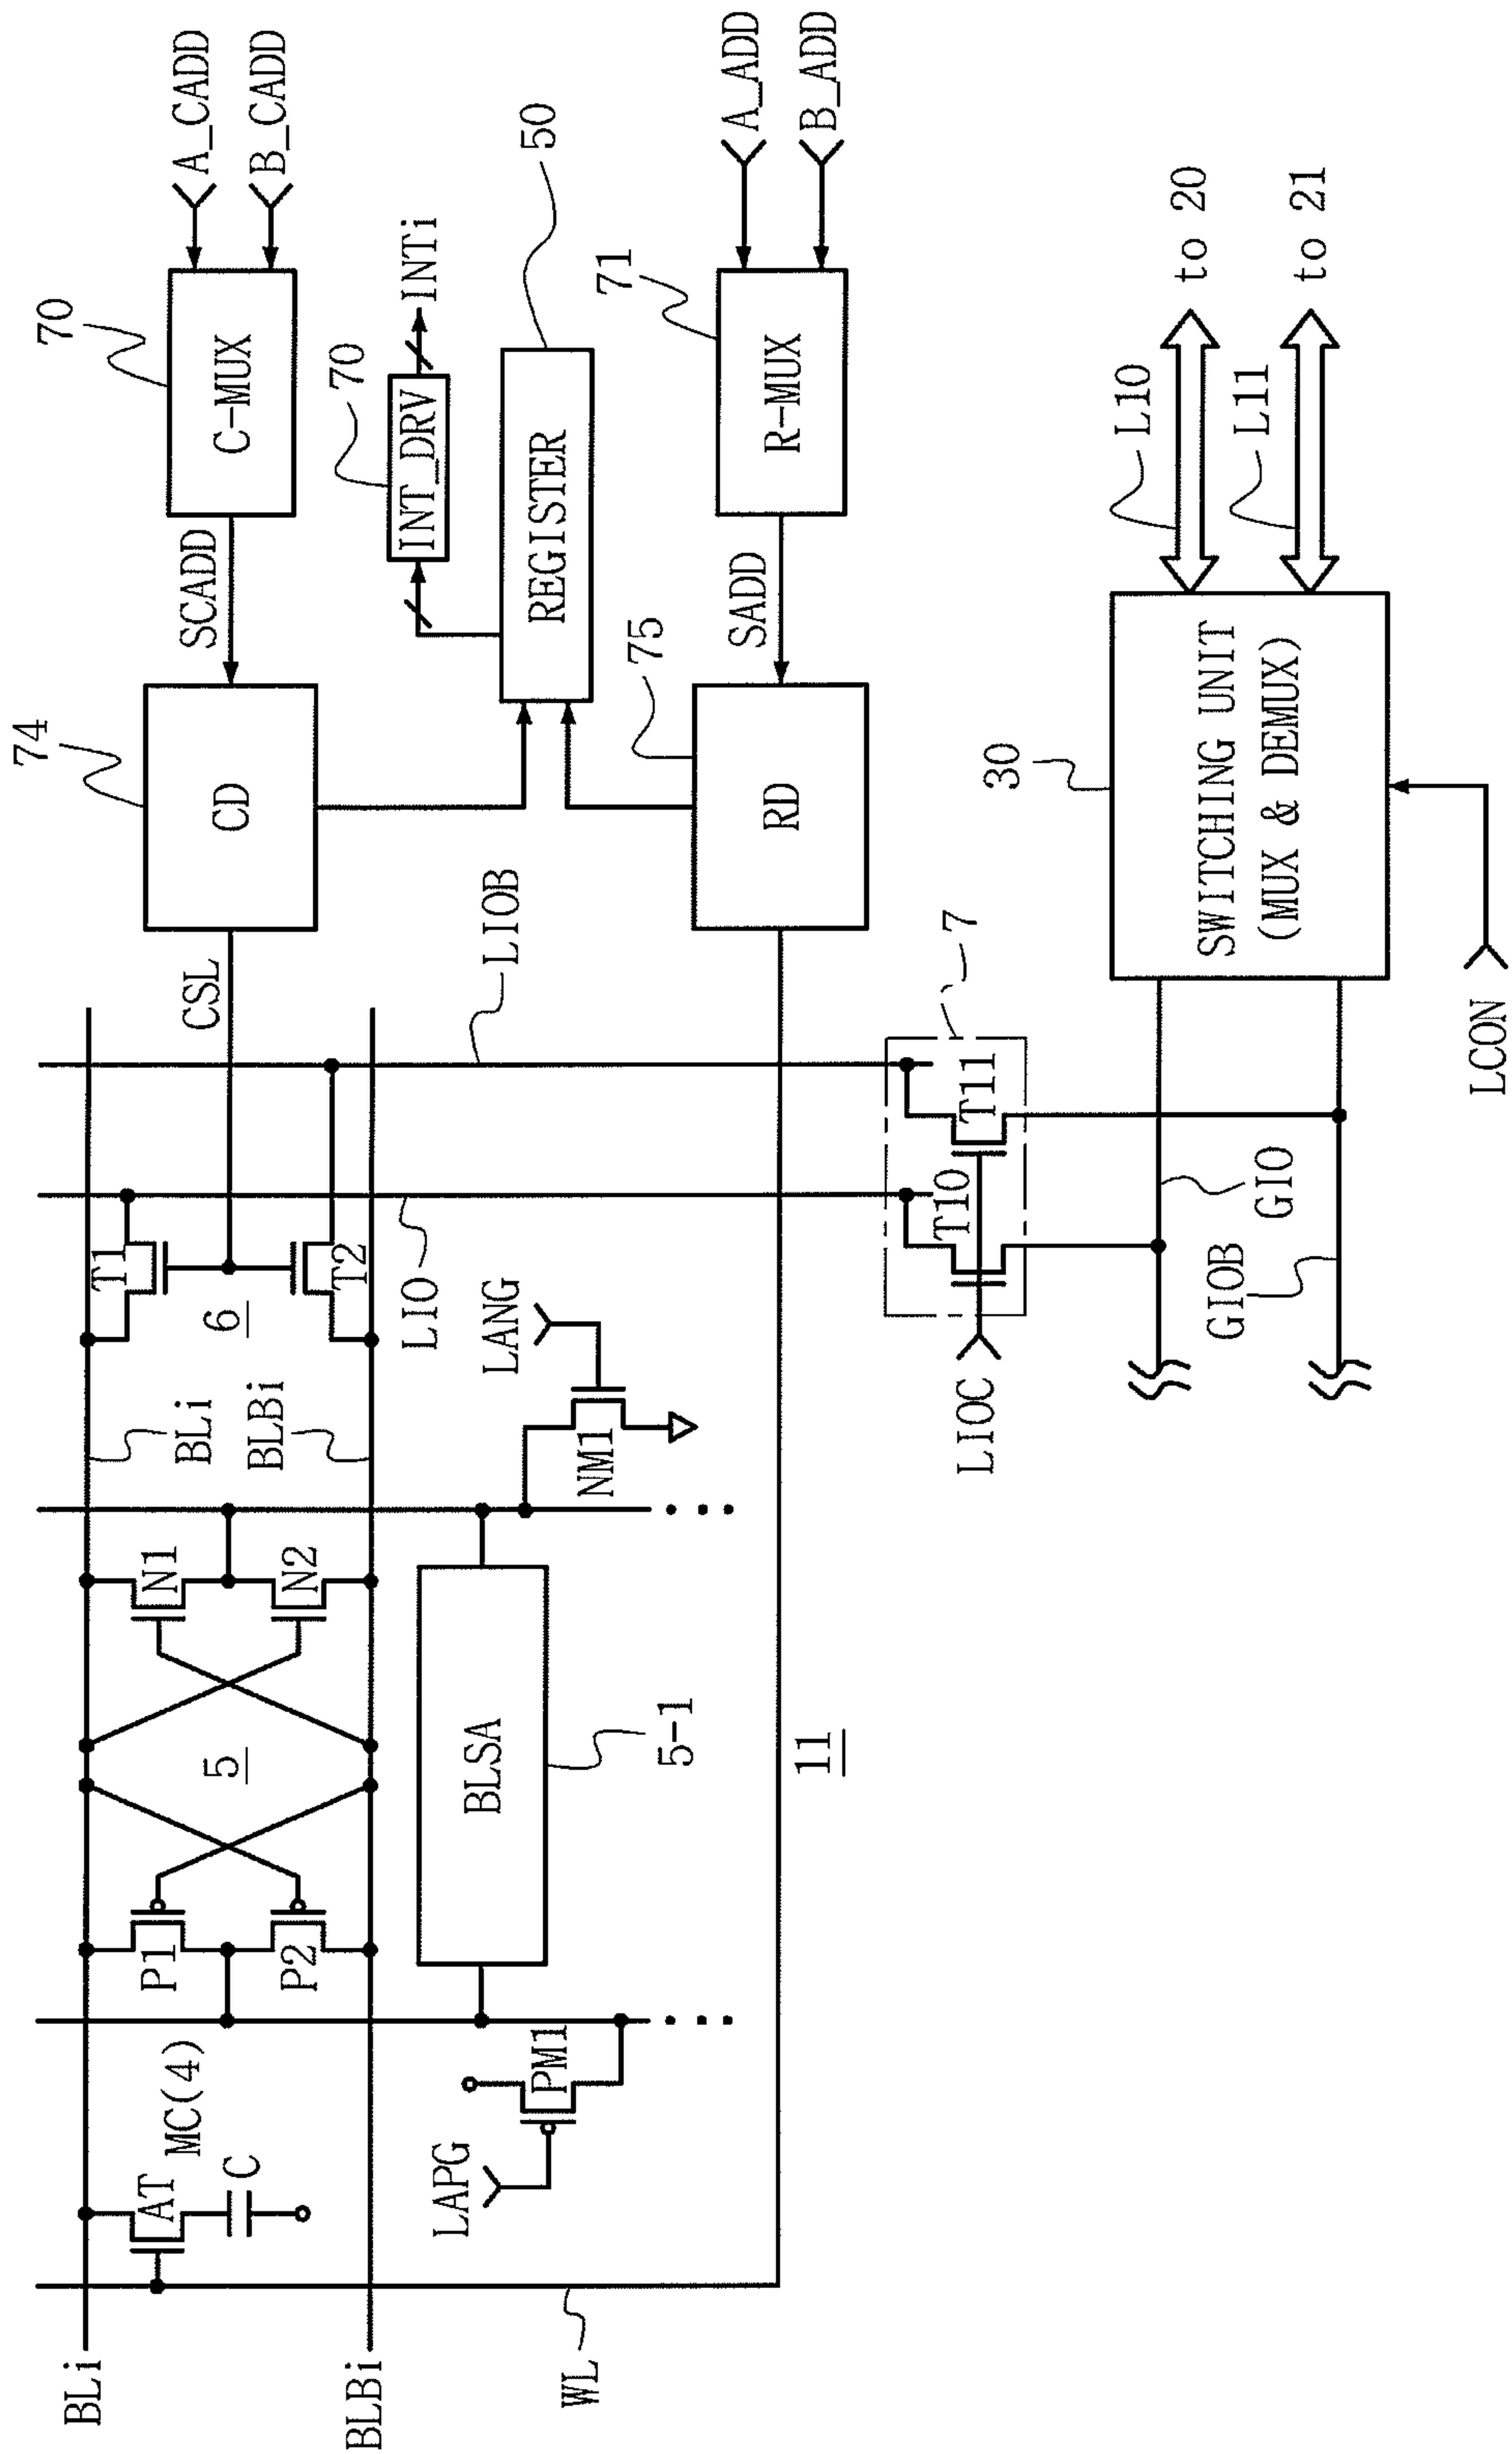 A_CADD
B_CADD
70
C-MUX
SCADD
74
CD
CSL
INTi
70
INT_DRV
50
REGISTER
A_ADD
B_ADD
71
R-MUX
SADD
75
RD
LIOB
LIO
T1
T2
6
BLi
BLBi
N1
N2
5
P1
P2
MC(4)
AT
C
BLi
BLBi
WL
BLSA
5-1
LANG
NM1
LAPG
PM1
11
7
T11
T10
LIOC
GIO
GIOB
30
SWITCHING UNIT
(MUX & DEMUX)
LCON
L10
L11
to 20
to 21